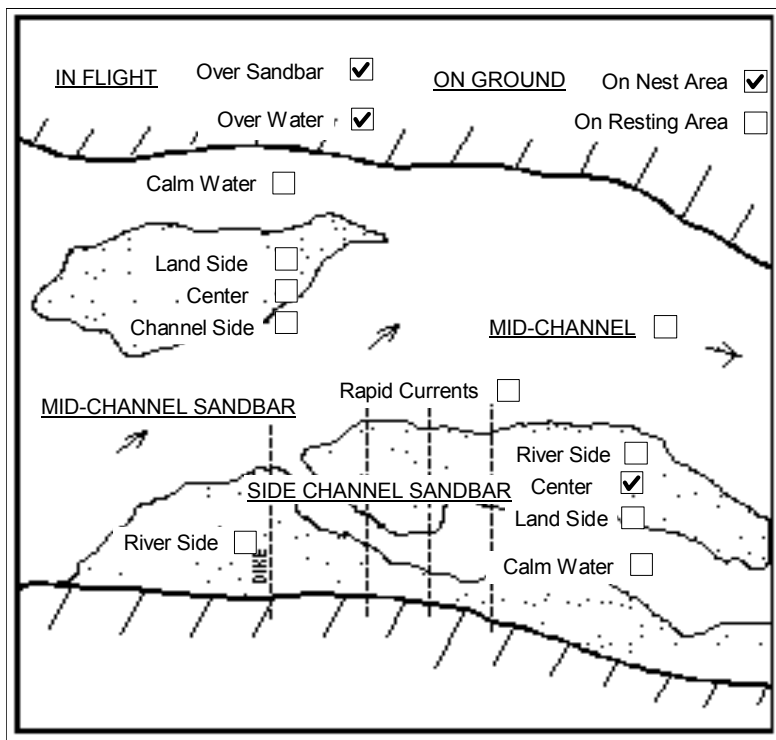 IN FLIGHT Over Sandbar ON GROUND On Nest Area
Over Water On Resting Area
Calm Water
Land Side
Center
Channel Side
MID-CHANNEL
Rapid Currents
MID-CHANNEL SANDBAR
River Side
SIDE CHANNEL SANDBAR Center
Land Side
River Side
DIKE
Calm Water